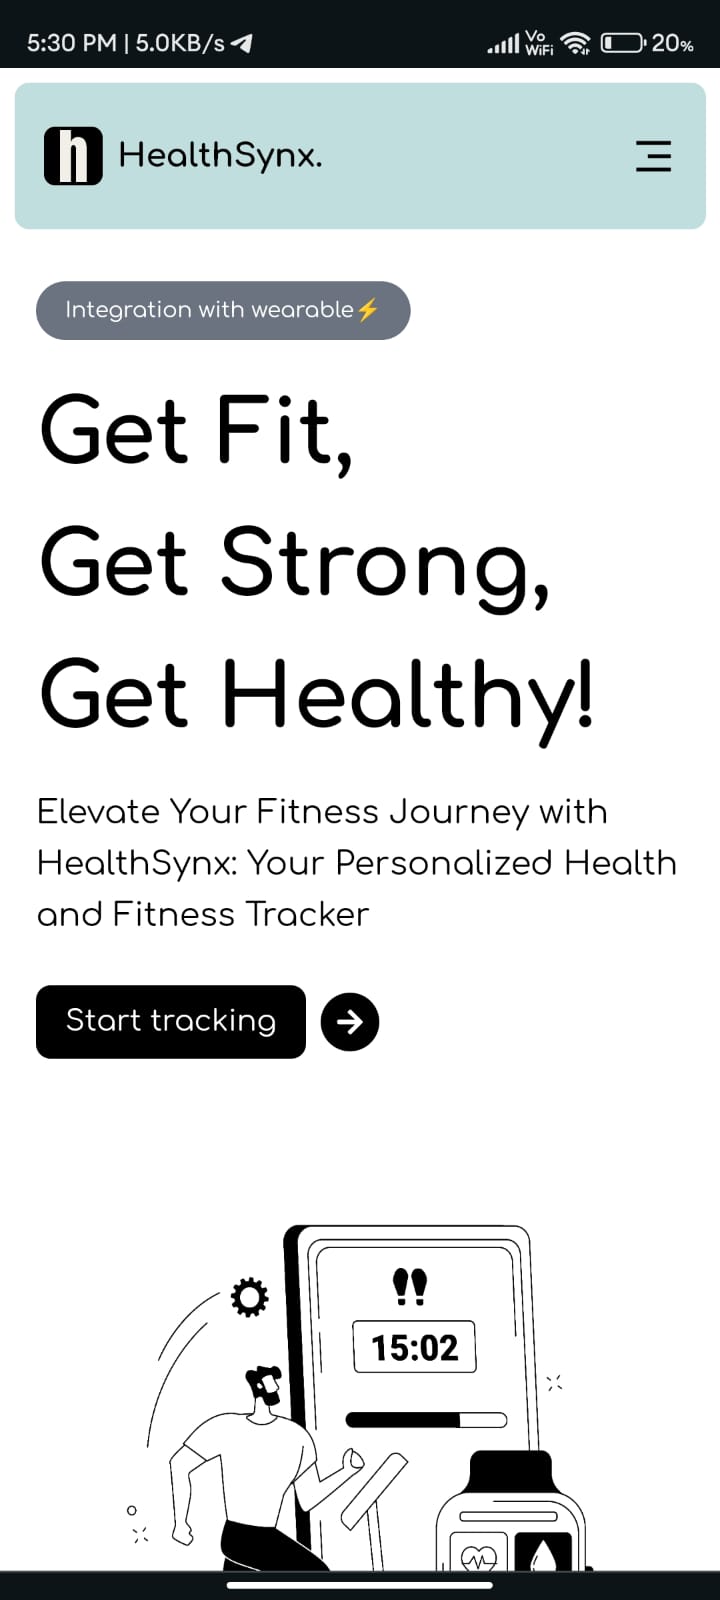 5:30 PM | 5.0KB/s Vo WiFi 20%
h HealthSynx.
Integration with wearable⚡
Get Fit,
Get Strong,
Get Healthy!
Elevate Your Fitness Journey with
HealthSynx: Your Personalized Health
and Fitness Tracker
Start tracking
15:02